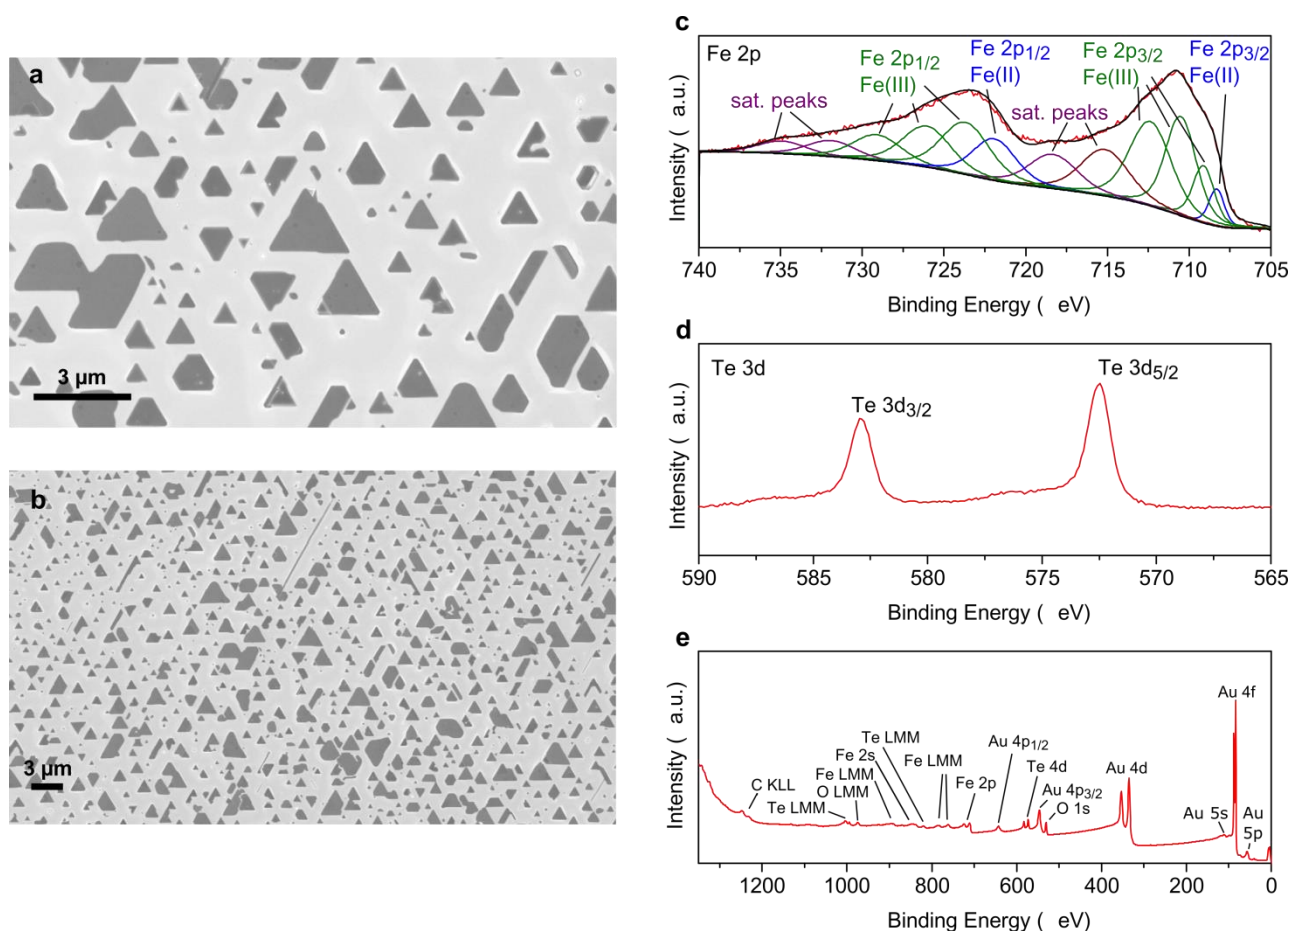 a
3 µm
b
3 µm
c
Fe 2p
Fe 2p1/2
Fe(III)
Fe 2p1/2
Fe(II)
Fe 2p3/2
Fe(III)
Fe 2p3/2
Fe(II)
sat. peaks
sat. peaks
Intensity ( a.u.)
740 735 730 725 720 715 710 705
Binding Energy ( eV)
d
Te 3d
Te 3d3/2
Te 3d5/2
Intensity ( a.u.)
590 585 580 575 570 565
Binding Energy ( eV)
e
C KLL
Te LMM
O LMM
Fe LMM
Fe 2s
Te LMM
Fe LMM
Fe 2p
Au 4p1/2
Te 4d
Au 4p3/2
O 1s
Au 4d
Au 5s
Au 4f
Au
5p
Intensity ( a.u.)
1200 1000 800 600 400 200 0
Binding Energy ( eV)